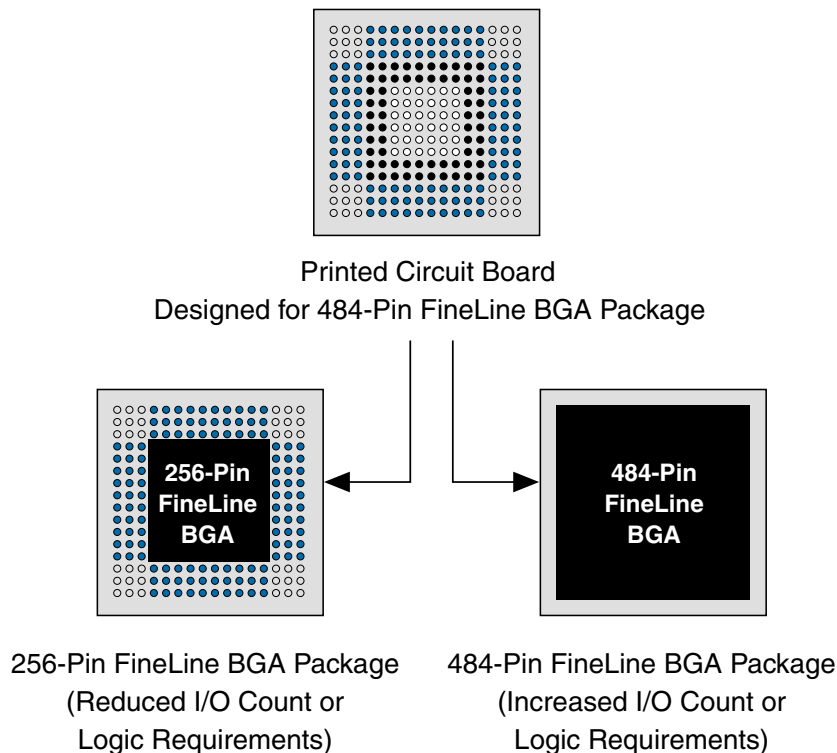 Printed Circuit Board
Designed for 484-Pin FineLine BGA Package
256-Pin
FineLine
BGA
484-Pin
FineLine
BGA
256-Pin FineLine BGA Package
(Reduced I/O Count or
Logic Requirements)
484-Pin FineLine BGA Package
(Increased I/O Count or
Logic Requirements)